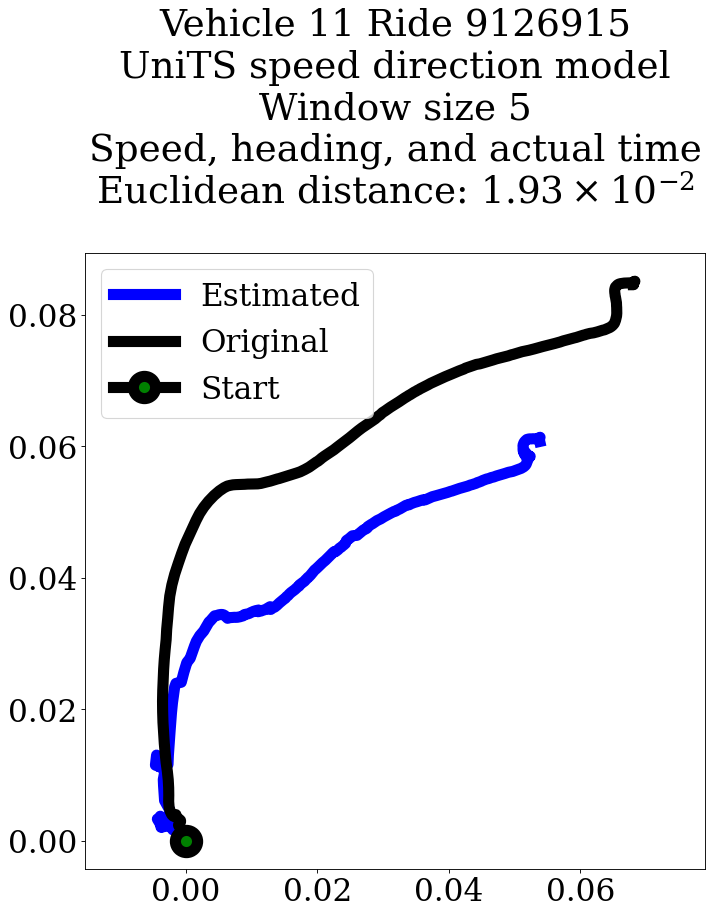 Vehicle 11 Ride 9126915
UniTS speed direction model
Window size 5
Speed, heading, and actual time
Euclidean distance: 1.93 × 10⁻²
Estimated
Original
Start
0.08
0.06
0.04
0.02
0.00
0.00 0.02 0.04 0.06